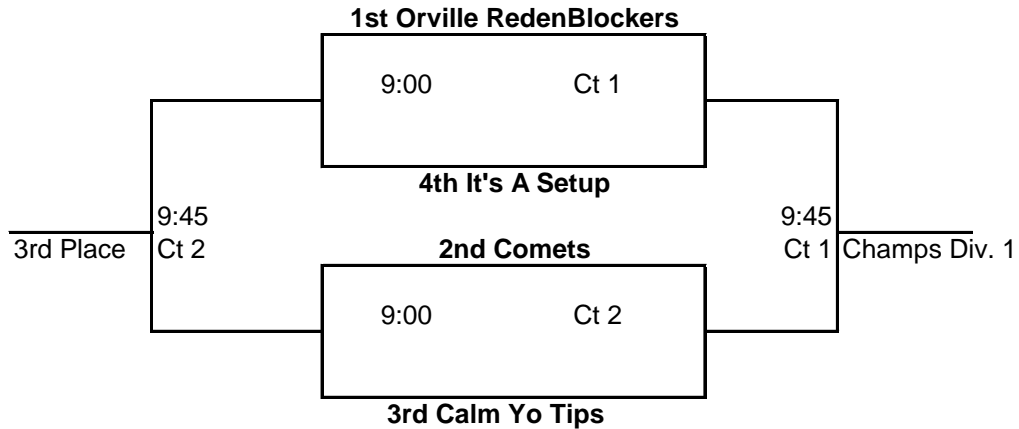 1st Orville RedenBlockers
9:00 Ct 1
4th It's A Setup
9:45 9:45
3rd Place Ct 2 2nd Comets Ct 1 Champs Div. 1
9:00 Ct 2
3rd Calm Yo Tips